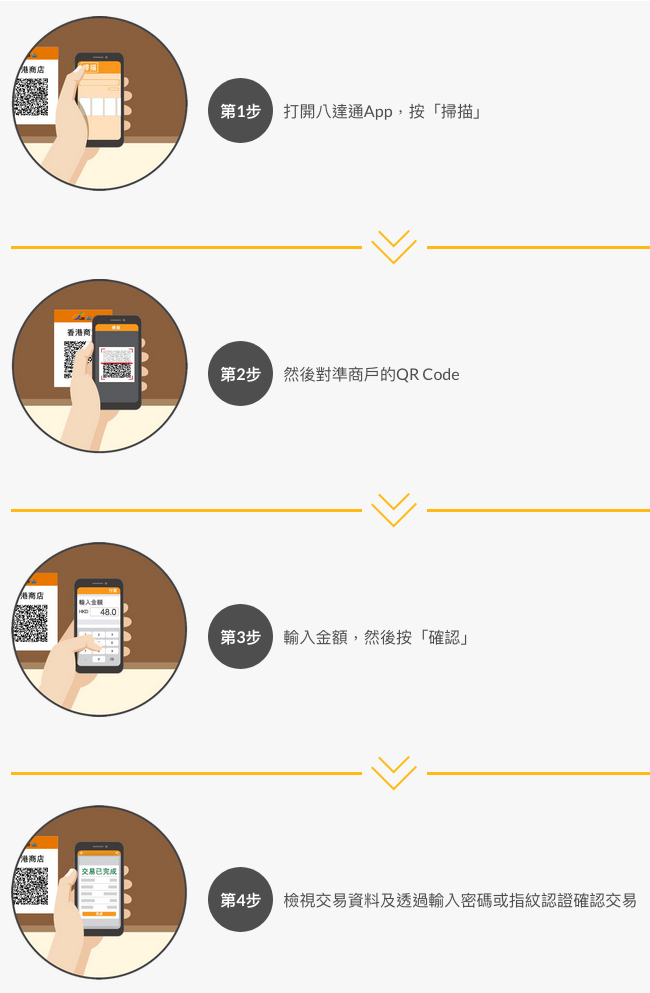 掃描
港商店
第1步
打開八達通App，按「掃描」
香港商
掃描
第2步
然後對準商戶的QR Code
港商店
輸入金額
HKD 48.0
第3步
輸入金額，然後按「確認」
港商店
交易已完成
第4步
檢視交易資料及透過輸入密碼或指紋認證確認交易